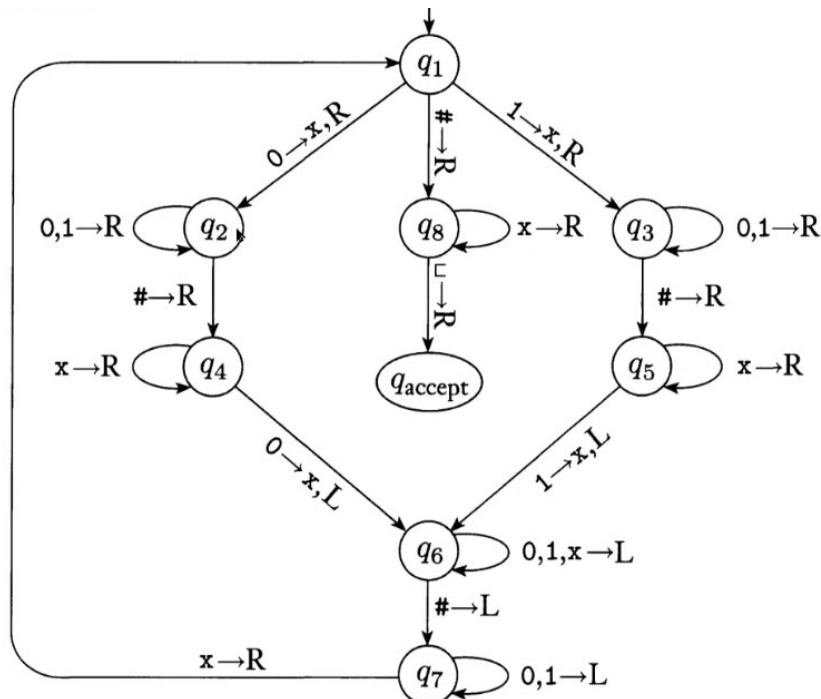 q₁
0→x,R
#→R
1→x,R
0,1→R
q₂
q₈
x→R
q₃
0,1→R
#→R
⊔→R
#→R
x→R
q₄
q_accept
q₅
x→R
0→x,L
1→x,L
q₆
0,1,x→L
#→L
x→R
q₇
0,1→L